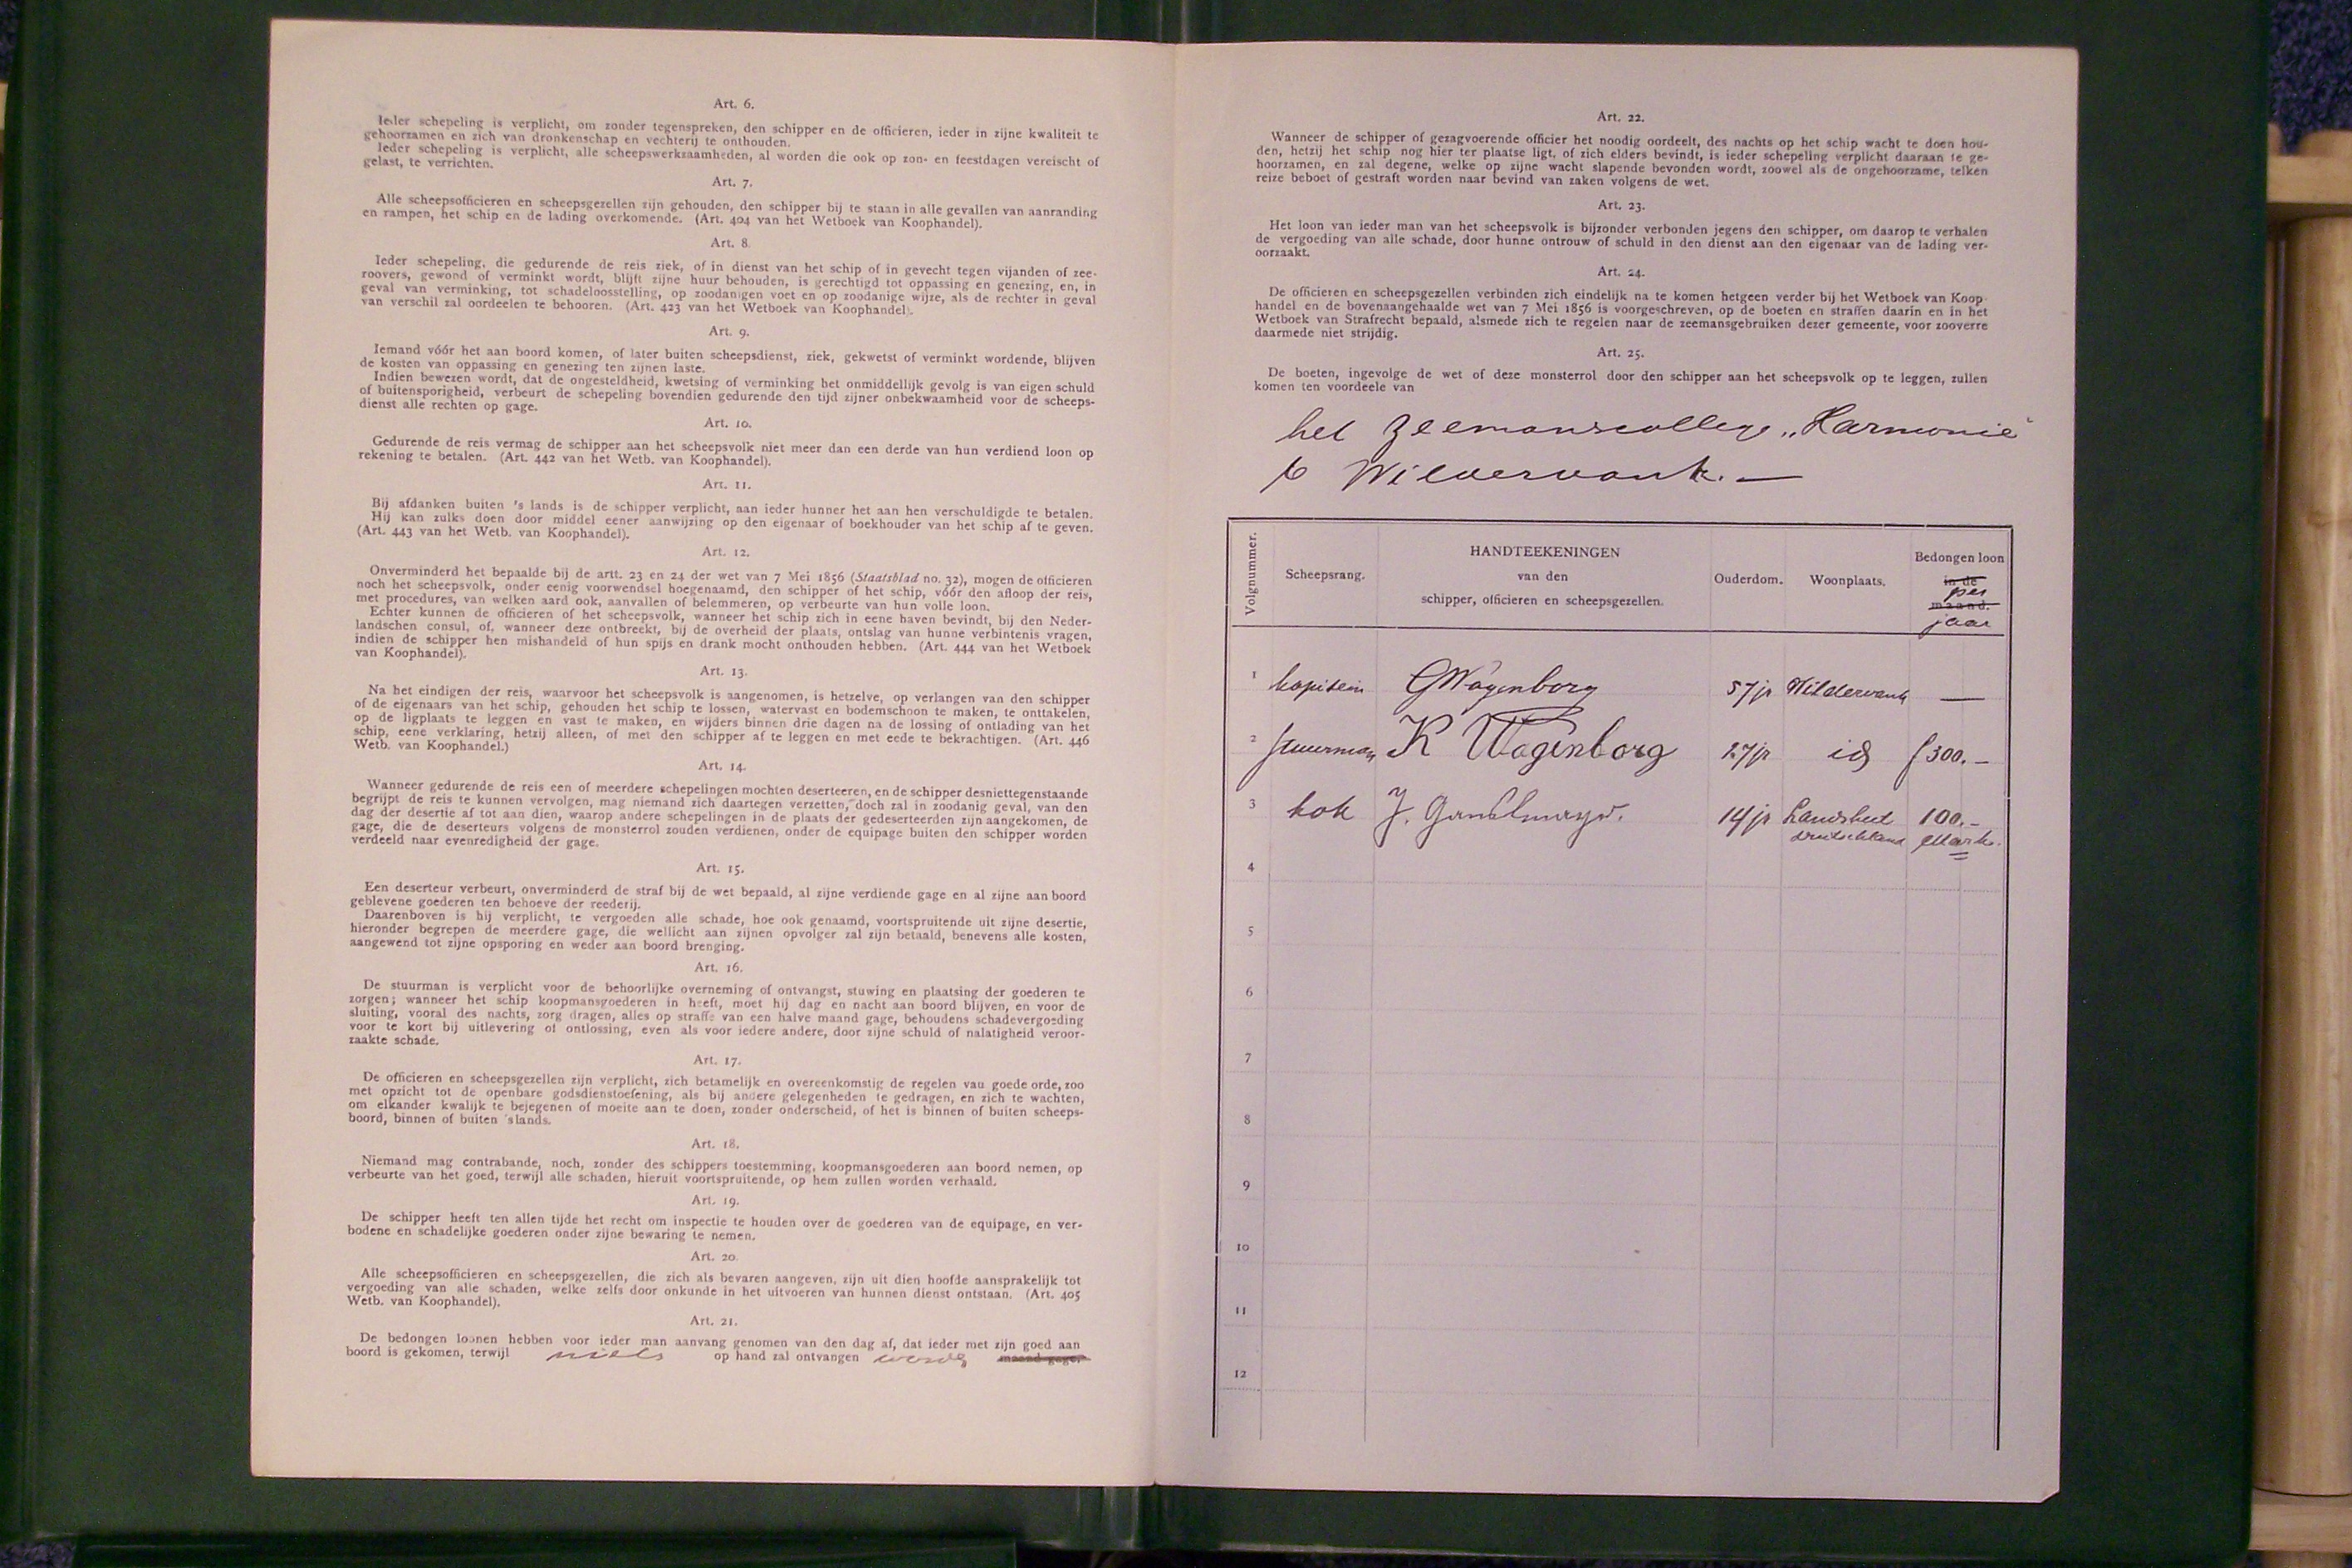 Art. 6.
Ieder schepeling is verplicht, om zonder tegenspreken, den schipper en de officieren, ieder in zijne kwaliteit te
gehoorzamen en zich van dronkenschap en vechterij te onthouden.
Ieder schepeling is verplicht, alle scheepswerkzaamheden, al worden die ook op zon- en feestdagen vereischt of
gelast, te verrichten.
Art. 7.
Alle scheepsofficieren en scheepsgezellen zijn gehouden, den schipper bij te staan in alle gevallen van aanranding
en rampen, het schip en de lading overkomende. (Art. 404 van het Wetboek van Koophandel).
Art. 8.
Ieder schepeling, die gedurende de reis ziek, of in dienst van het schip of in gevecht tegen vijanden of zee-
roovers, gewond of verminkt wordt, blijft zijne huur behouden, is gerechtigd tot oppassing en genezing, en, in
geval van verminking, tot schadeloosstelling, op zoodanigen voet en op zoodanige wijze, als de rechter in geval
van verschil zal oordeelen te behooren. (Art. 423 van het Wetboek van Koophandel).
Art. 9.
Iemand vóór het aan boord komen, of later buiten scheepsdienst, ziek, gekwetst of verminkt wordende, blijven
de kosten van oppassing en genezing ten zijnen laste.
Indien bewezen wordt, dat de ongesteldheid, kwetsing of verminking het onmiddellijk gevolg is van eigen schuld
of buitensporigheid, verbeurt de schepeling bovendien gedurende den tijd zijner onbekwaamheid voor de scheeps-
dienst alle rechten op gage.
Art. 10.
Gedurende de reis vermag de schipper aan het scheepsvolk niet meer dan een derde van hun verdiend loon op
rekening te betalen. (Art. 442 van het Wetb. van Koophandel).
Art. 11.
Bij afdanken buiten 's lands is de schipper verplicht, aan ieder hunner het aan hen verschuldigde te betalen.
Hij kan zulks doen door middel eener aanwijzing op den eigenaar of boekhouder van het schip af te geven.
(Art. 443 van het Wetb. van Koophandel).
Art. 12.
Onverminderd het bepaalde bij de artt. 23 en 24 der wet van 7 Mei 1856 (Staatsblad no. 32), mogen de officieren
noch het scheepsvolk, onder eenig voorwendsel hoegenaamd, den schipper of het schip, vóór den afloop der reis,
met procedures, van welken aard ook, aanvallen of belemmeren, op verbeurte van hun volle loon.
Echter kunnen de officieren of het scheepsvolk, wanneer het schip zich in eene haven bevindt, bij den Neder-
landschen consul, of, wanneer deze ontbreekt, bij de overheid der plaats, ontslag van hunne verbintenis vragen,
indien de schipper hen mishandeld of hun spijs en drank mocht onthouden hebben. (Art. 444 van het Wetboek
van Koophandel).
Art. 13.
Na het eindigen der reis, waarvoor het scheepsvolk is aangenomen, is hetzelve, op verlangen van den schipper
of de eigenaars van het schip, gehouden het schip te lossen, watervast en bodemschoon te maken, te onttakelen,
op de ligplaats te leggen en vast te maken, en wijders binnen drie dagen na de lossing of ontlading van het
schip, eene verklaring, hetzij alleen, of met den schipper af te leggen en met eede te bekrachtigen. (Art. 446
Wetb. van Koophandel.)
Art. 14.
Wanneer gedurende de reis een of meerdere schepelingen mochten deserteeren, en de schipper desniettegenstaande
begrijpt de reis te kunnen vervolgen, mag niemand zich daartegen verzetten, doch zal in zoodanig geval, van den
dag der desertie af tot aan dien, waarop andere schepelingen in de plaats der gedeserteerden zijn aangekomen, de
gage, die de deserteurs volgens de monsterrol zouden verdienen, onder de equipage buiten den schipper worden
verdeeld naar evenredigheid der gage.
Art. 15.
Een deserteur verbeurt, onverminderd de straf bij de wet bepaald, al zijne verdiende gage en al zijne aan boord
geblevene goederen ten behoeve der reederij.
Daarenboven is hij verplicht, te vergoeden alle schade, hoe ook genaamd, voortspruitende uit zijne desertie,
hieronder begrepen de meerdere gage, die wellicht aan zijnen opvolger zal zijn betaald, benevens alle kosten,
aangewend tot zijne opsporing en weder aan boord brenging.
Art. 16.
De stuurman is verplicht voor de behoorlijke overneming of ontvangst, stuwing en plaatsing der goederen te
zorgen; wanneer het schip koopmansgoederen in heeft, moet hij dag en nacht aan boord blijven, en voor de
sluiting, vooral des nachts, zorg dragen, alles op straffe van een halve maand gage, behoudens schadevergoeding
voor te kort bij uitlevering of ontlossing, even als voor iedere andere, door zijne schuld of nalatigheid veroor-
zaakte schade.
Art. 17.
De officieren en scheepsgezellen zijn verplicht, zich betamelijk en overeenkomstig de regelen van goede orde, zoo
met opzicht tot de openbare godsdienstoefening, als bij andere gelegenheden te gedragen, en zich te wachten,
om elkander kwalijk te bejegenen of moeite aan te doen, zonder onderscheid, of het is binnen of buiten scheeps-
boord, binnen of buiten 'slands.
Art. 18.
Niemand mag contrabande, noch, zonder des schippers toestemming, koopmansgoederen aan boord nemen, op
verbeurte van het goed, terwijl alle schaden, hieruit voortspruitende, op hem zullen worden verhaald.
Art. 19.
De schipper heeft ten allen tijde het recht om inspectie te houden over de goederen van de equipage, en ver-
bodene en schadelijke goederen onder zijne bewaring te nemen.
Art. 20.
Alle scheepsofficieren en scheepsgezellen, die zich als bevaren aangeven, zijn uit dien hoofde aansprakelijk tot
vergoeding van alle schaden, welke zelfs door onkunde in het uitvoeren van hunnen dienst ontstaan. (Art. 405
Wetb. van Koophandel).
Art. 21.
De bedongen loonen hebben voor ieder man aanvang genomen van den dag af, dat ieder met zijn goed aan
boord is gekomen, terwijl niets op hand zal ontvangen maand gage.
Art. 22.
Wanneer de schipper of gezagvoerende officier het noodig oordeelt, des nachts op het schip wacht te doen hou-
den, hetzij het schip nog hier ter plaatse ligt, of zich elders bevindt, is ieder schepeling verplicht daaraan te ge-
hoorzamen, en zal degene, welke op zijne wacht slapende bevonden wordt, zoowel als de ongehoorzame, telken
reize beboet of gestraft worden naar bevind van zaken volgens de wet.
Art. 23.
Het loon van ieder man van het scheepsvolk is bijzonder verbonden jegens den schipper, om daarop te verhalen
de vergoeding van alle schade, door hunne ontrouw of schuld in den dienst aan den eigenaar van de lading ver-
oorzaakt.
Art. 24.
De officieren en scheepsgezellen verbinden zich eindelijk na te komen hetgeen verder bij het Wetboek van Koop-
handel en de bovenaangehaalde wet van 7 Mei 1856 is voorgeschreven, op de boeten en straffen daarin en in het
Wetboek van Strafrecht bepaald, alsmede zich te regelen naar de zeemansgebruiken dezer gemeente, voor zooverre
daarmede niet strijdig.
Art. 25.
De boeten, ingevolge de wet of deze monsterrol door den schipper aan het scheepsvolk op te leggen, zullen
komen ten voordeele van
het Zeemanscollege „Harmonie"
te Wildervank. —
Volgnummer. Scheepsrang. HANDTEEKENINGEN van den schipper, officieren en scheepsgezellen. Ouderdom. Woonplaats. Bedongen loon in de maand. per jaar
1 kapitein G Wagenborg 57 jr Wildervank —
2 stuurman K Wagenborg 27 jr id f 300.—
3 kok J. 14 jr Landshut Deutschland 100.— Mark.
4
5
6
7
8
9
10
11
12